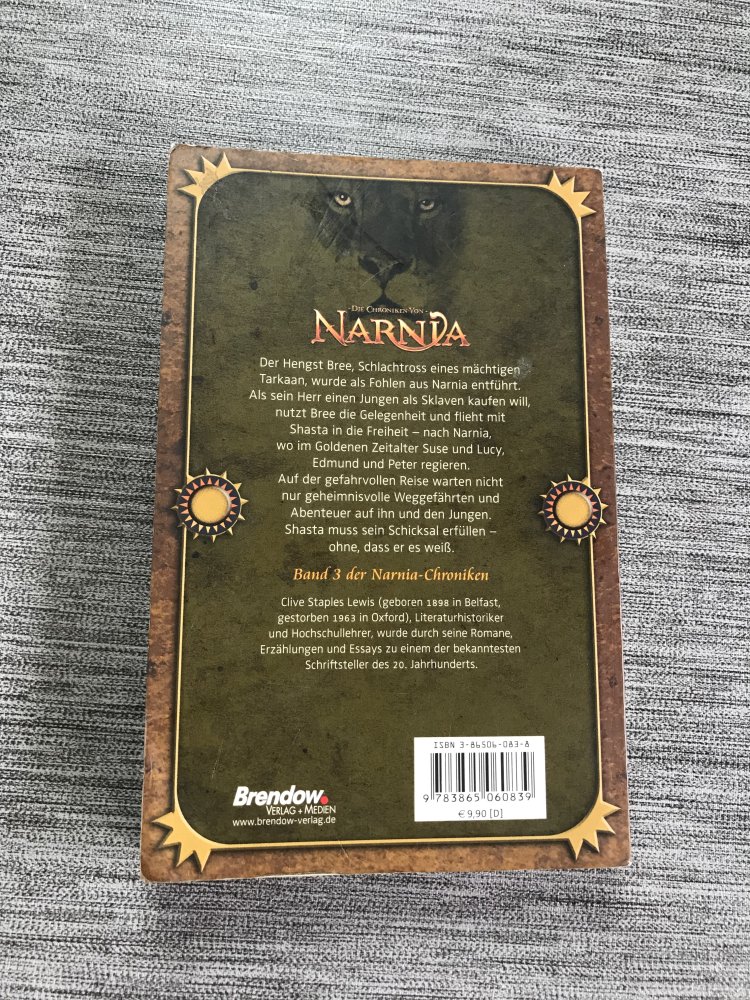 - Die Chroniken von -
NARNIA
Der Hengst Bree, Schlachtross eines mächtigen
Tarkaan, wurde als Fohlen aus Narnia entführt.
Als sein Herr einen Jungen als Sklaven kaufen will,
nutzt Bree die Gelegenheit und flieht mit
Shasta in die Freiheit – nach Narnia,
wo im Goldenen Zeitalter Suse und Lucy,
Edmund und Peter regieren.
Auf der gefahrvollen Reise warten nicht
nur geheimnisvolle Weggefährten und
Abenteuer auf ihn und den Jungen.
Shasta muss sein Schicksal erfüllen –
ohne, dass er es weiß.
Band 3 der Narnia-Chroniken
Clive Staples Lewis (geboren 1898 in Belfast,
gestorben 1963 in Oxford), Literaturhistoriker
und Hochschullehrer, wurde durch seine Romane,
Erzählungen und Essays zu einem der bekanntesten
Schriftsteller des 20. Jahrhunderts.
ISBN 3-86506-083-8
9 783865 060839
€ 9,90 [D]
Brendow.
VERLAG + MEDIEN
www.brendow-verlag.de